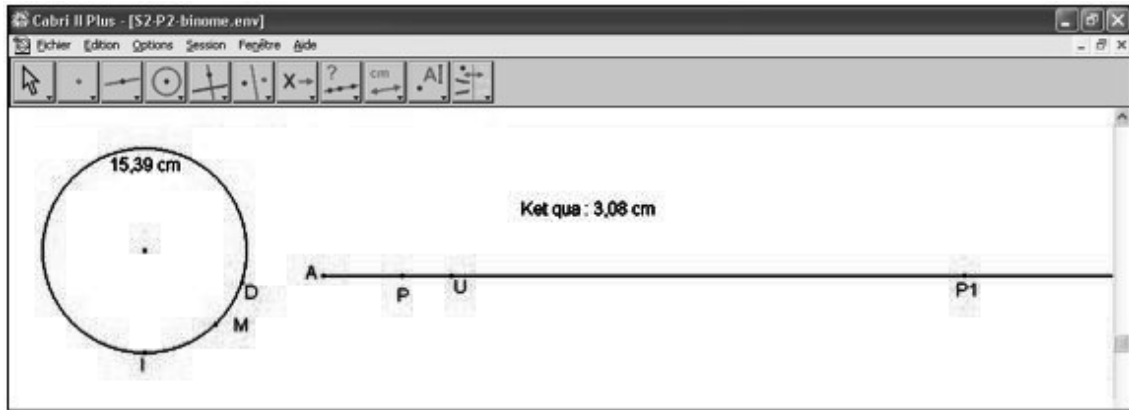 Cabri II Plus - [S2-P2-binome.env]
Fichier Edition Options Session Fenêtre Aide
X ? cm A
15,39 cm
Ket qua : 3,08 cm
A P U P1
D
M
I